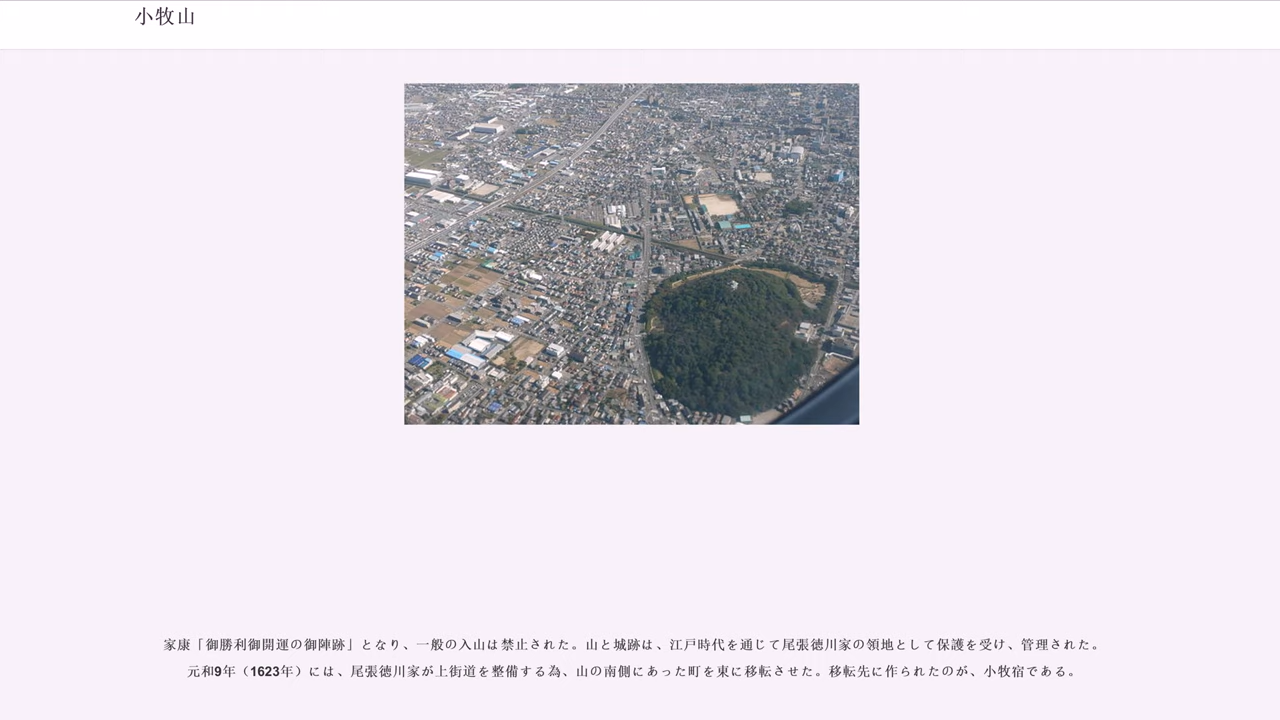 小牧山
家康「御勝利御開運の御陣跡」となり、一般の入山は禁止された。山と城跡は、江戸時代を通じて尾張徳川家の領地として保護を受け、管理された。
元和9年（1623年）には、尾張徳川家が上街道を整備する為、山の南側にあった町を東に移転させた。移転先に作られたのが、小牧宿である。